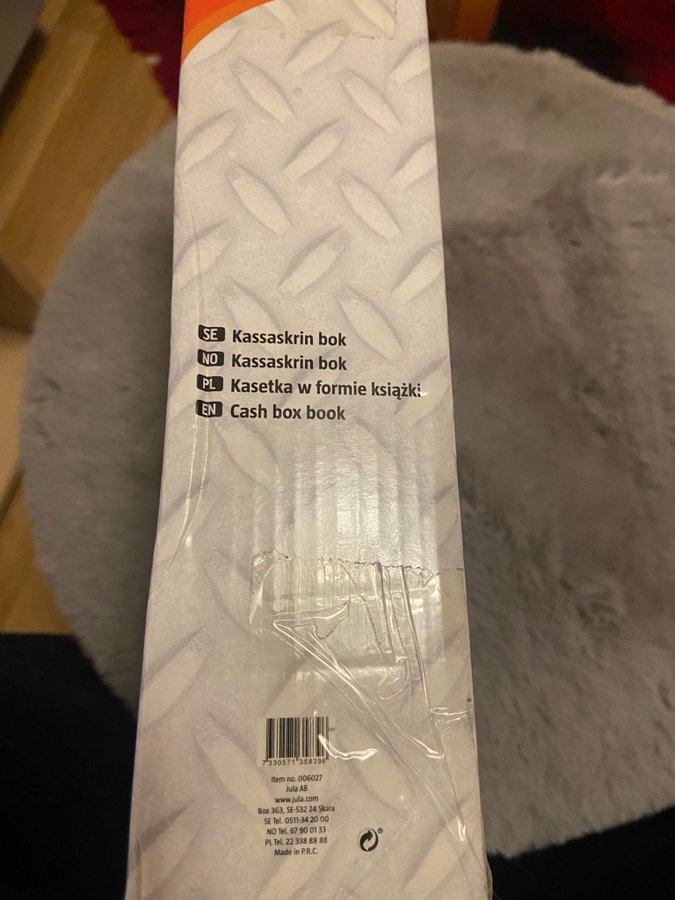 SE Kassaskrin bok
NO Kassaskrin bok
PL Kasetka w formie książki
EN Cash box book
7 330571 358396
Item no. 006027
Jula AB
www.jula.com
Box 363, SE-532 24 Skara
SE Tel. 0511-34 20 00
NO Tel. 67 90 01 33
PL Tel. 22 338 88 88
Made in P.R.C.